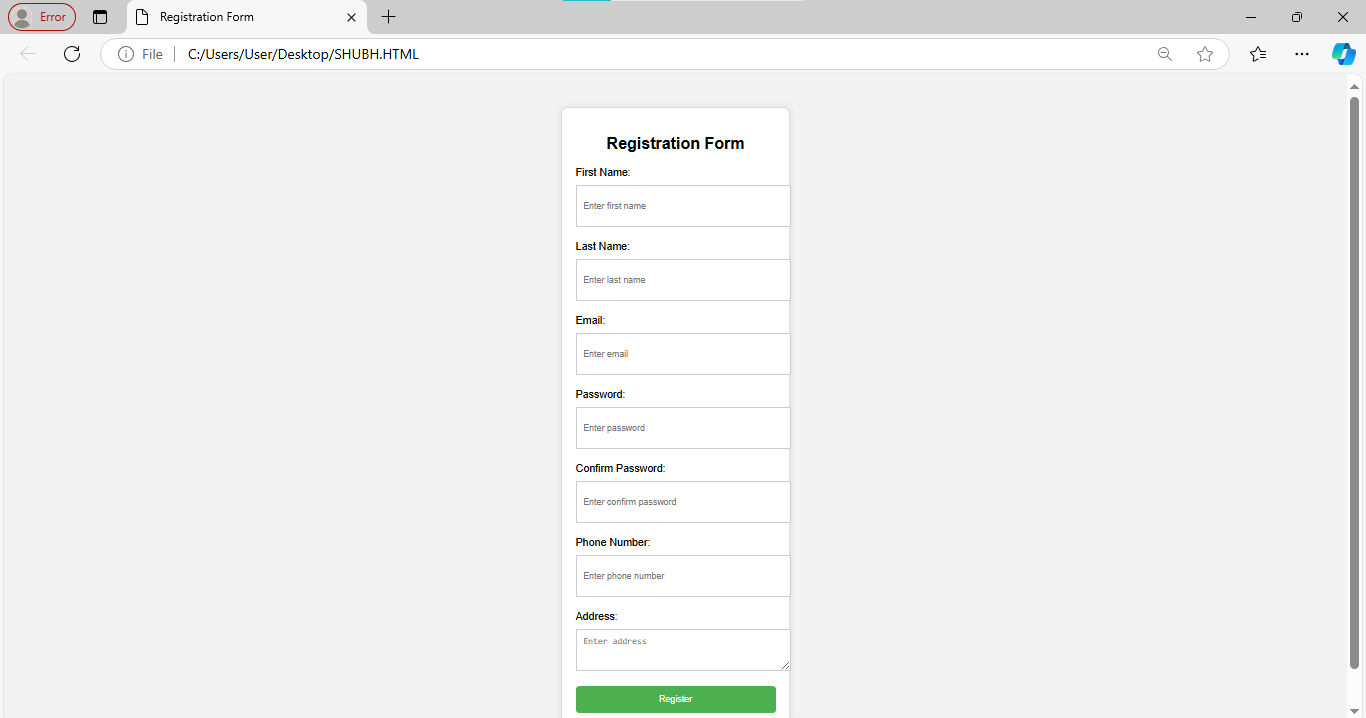 Error
Registration Form
File
C:/Users/User/Desktop/SHUBH.HTML
Registration Form
First Name:
Enter first name
Last Name:
Enter last name
Email:
Enter email
Password:
Enter password
Confirm Password:
Enter confirm password
Phone Number:
Enter phone number
Address:
Enter address
Register